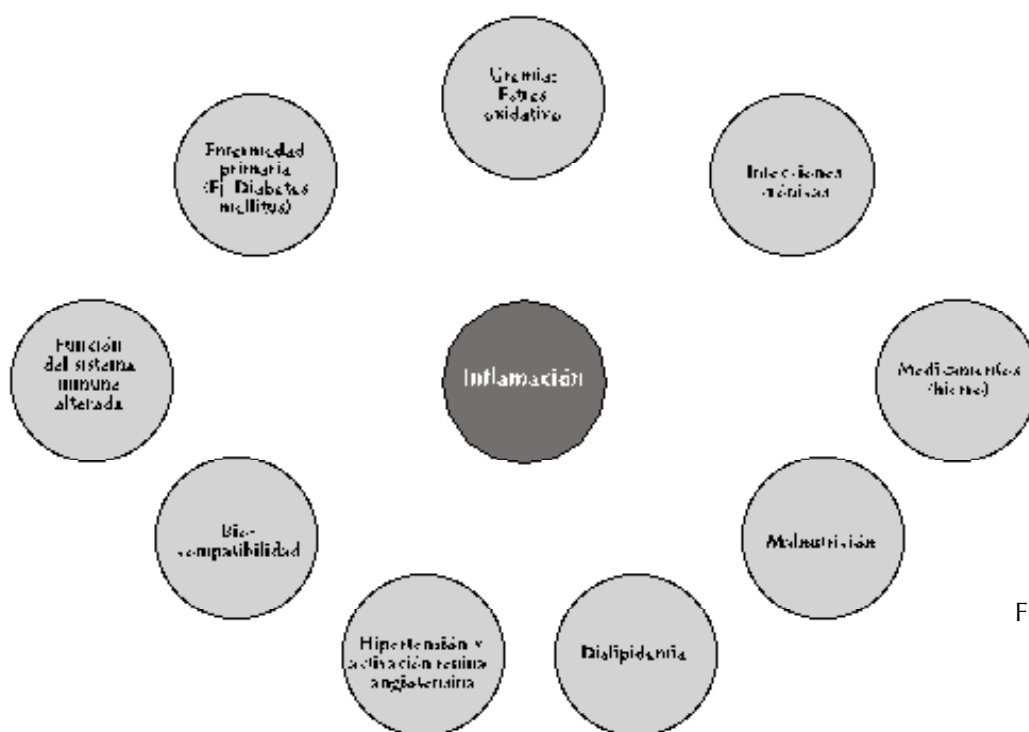 Uremia:
Estres
oxidativo
Enfermedad
primaria
(Ej. Diabetes
mellitus)
Infecciones
crónicas
Función
del sistema
inmune
alterada
Inflamación
Medicamentos
(hierro)
Bio-
compatibilidad
Malnutrición
Hipertensión y
activación renina
angiotensina
Dislipidemia
F